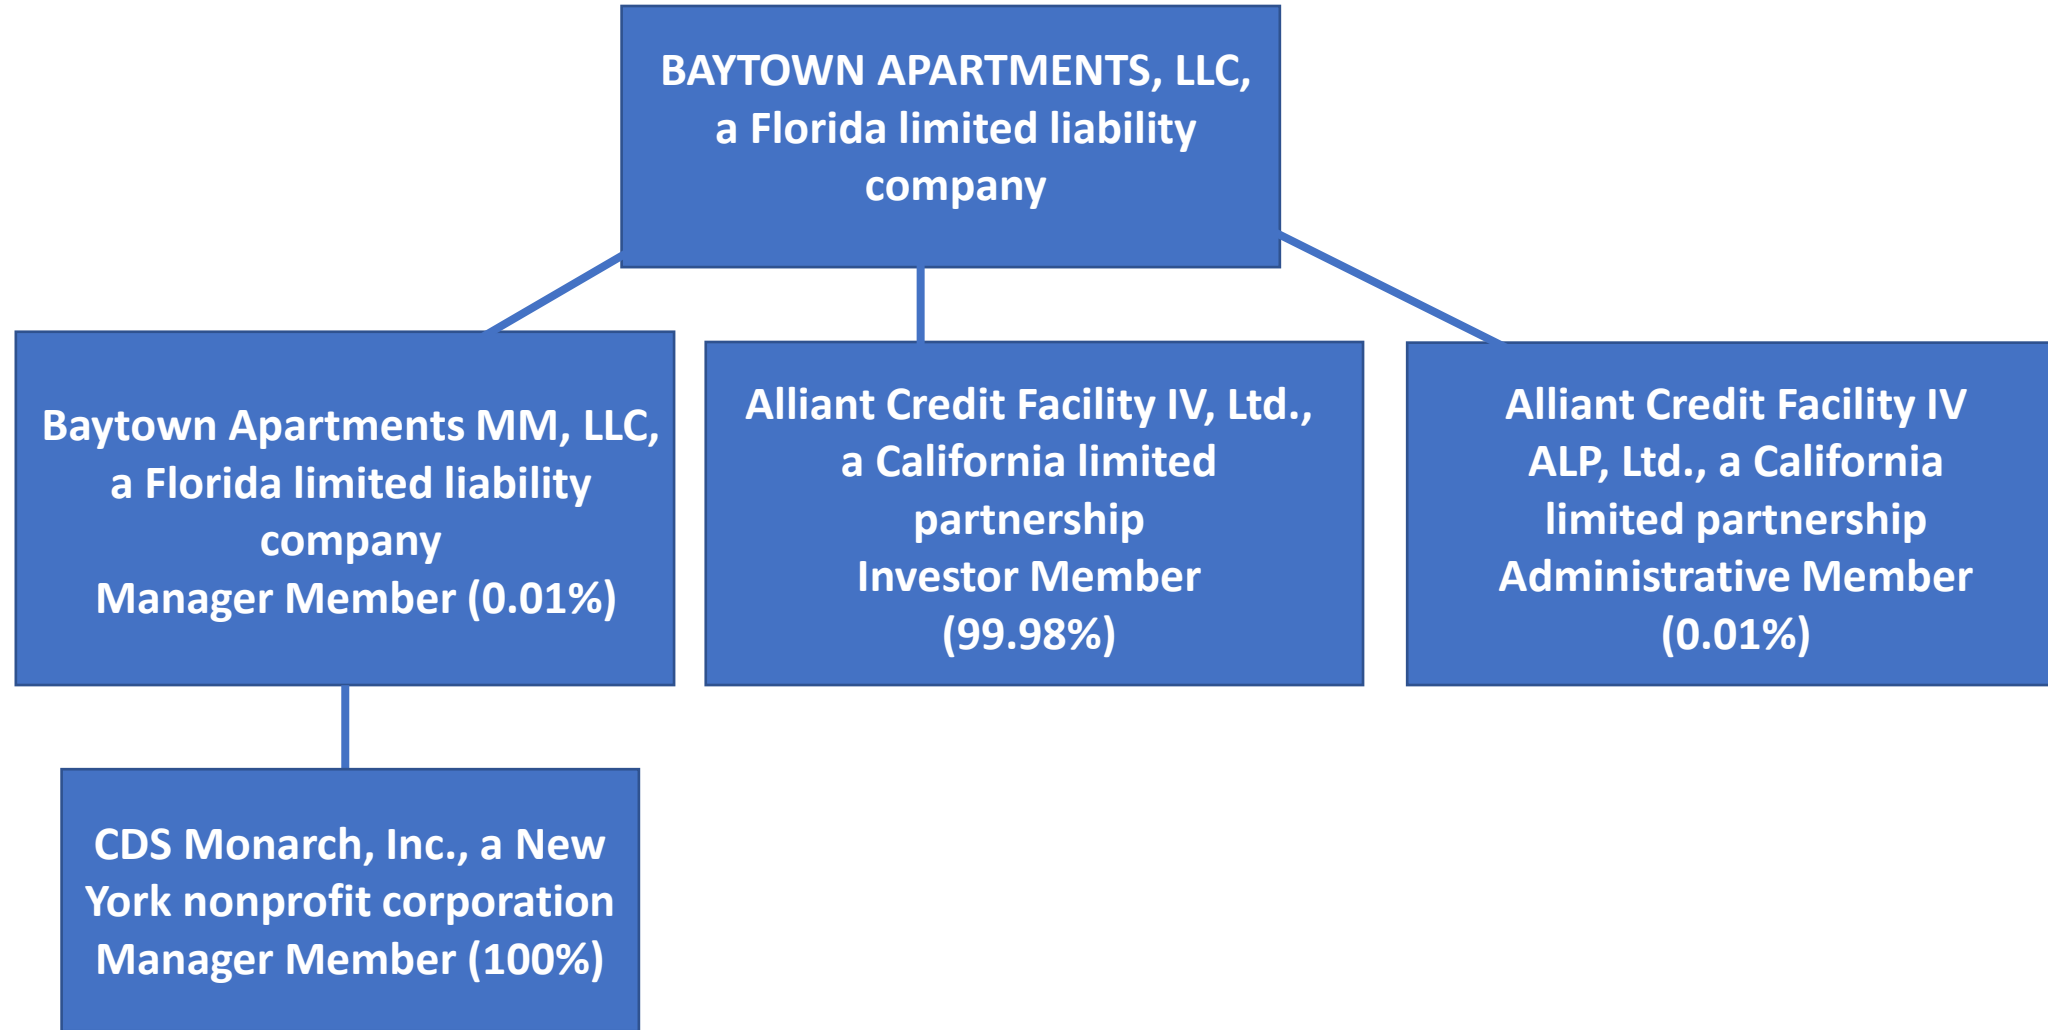 BAYTOWN APARTMENTS, LLC,
a Florida limited liability
company
Baytown Apartments MM, LLC,
a Florida limited liability
company
Manager Member (0.01%)
Alliant Credit Facility IV, Ltd.,
a California limited
partnership
Investor Member
(99.98%)
Alliant Credit Facility IV
ALP, Ltd., a California
limited partnership
Administrative Member
(0.01%)
CDS Monarch, Inc., a New
York nonprofit corporation
Manager Member (100%)